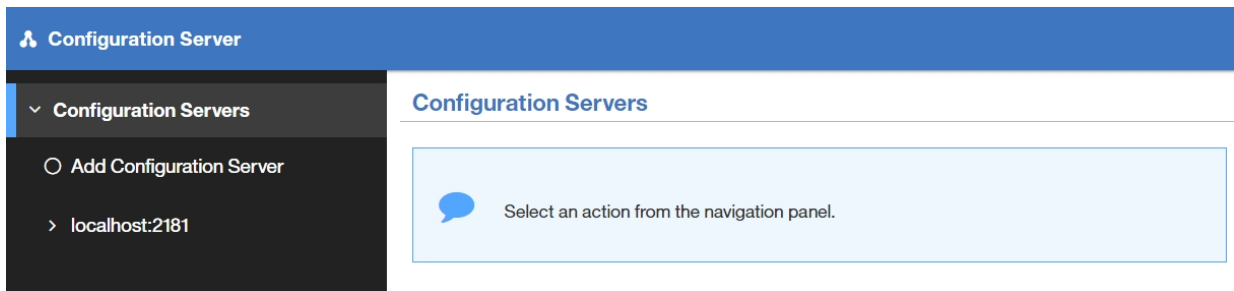 Configuration Server
Configuration Servers
Add Configuration Server
localhost:2181
Configuration Servers
Select an action from the navigation panel.